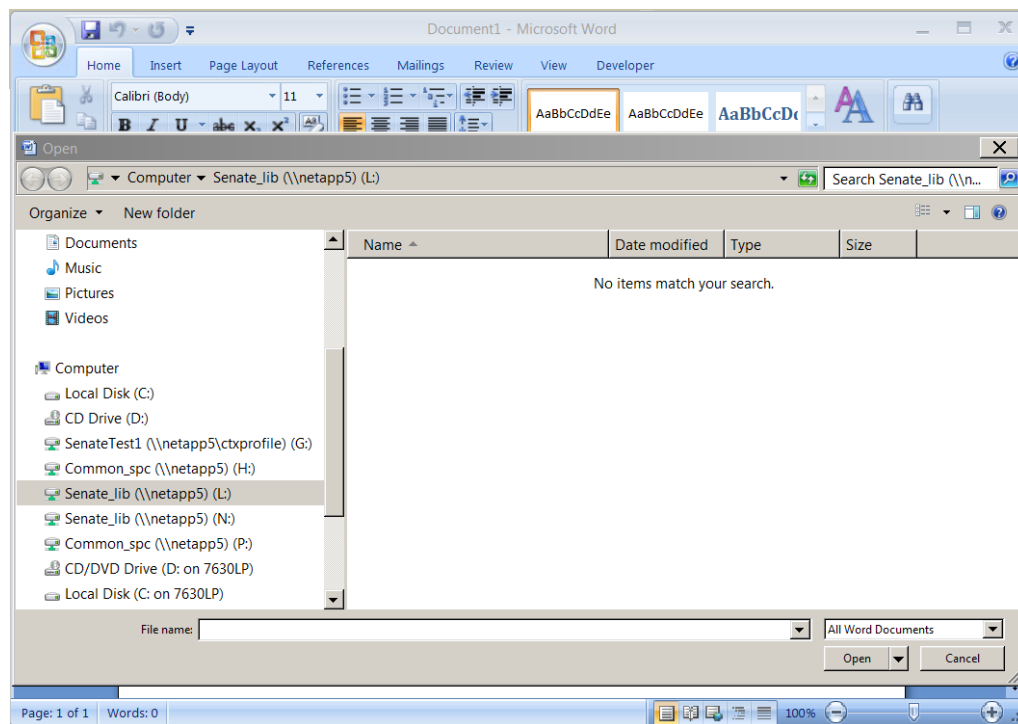 Document1 - Microsoft Word
Home Insert Page Layout References Mailings Review View Developer
Calibri (Body) 11
B I U abe x₂ x² Aa
AaBbCcDdEe AaBbCcDdEe AaBbCcDc
Open
Computer Senate_lib (\\netapp5) (L:)
Search Senate_lib (\\n...
Organize New folder
Name Date modified Type Size
No items match your search.
Documents
Music
Pictures
Videos
Computer
Local Disk (C:)
CD Drive (D:)
SenateTest1 (\\netapp5\ctxprofile) (G:)
Common_spc (\\netapp5) (H:)
Senate_lib (\\netapp5) (L:)
Senate_lib (\\netapp5) (N:)
Common_spc (\\netapp5) (P:)
CD/DVD Drive (D: on 7630LP)
Local Disk (C: on 7630LP)
File name:
All Word Documents
Open Cancel
Page: 1 of 1 Words: 0 100%